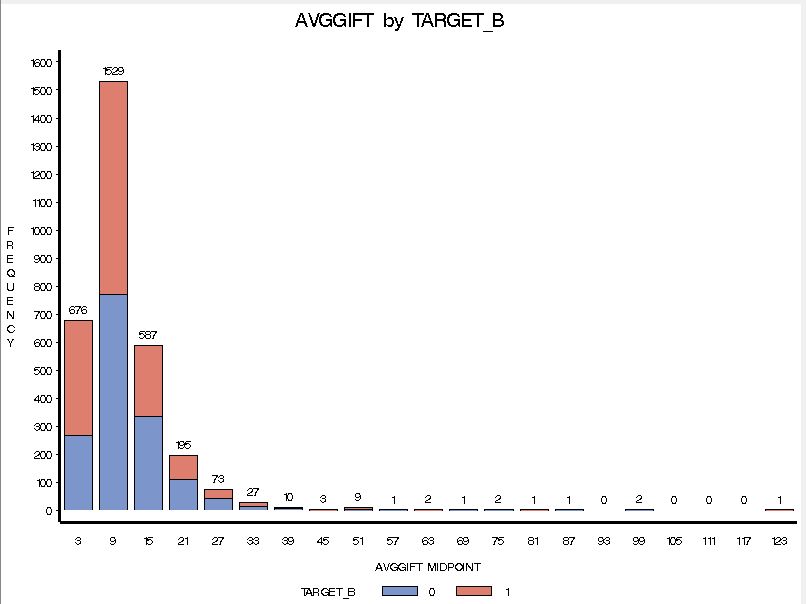 AVGGIFT by TARGET_B
FREQUENCY
1600
1500
1400
1300
1200
1100
1000
900
800
700
600
500
400
300
200
100
0
676 1529 587 195 73 27 10 3 9 1 2 1 2 1 1 0 2 0 0 0 1
3 9 15 21 27 33 39 45 51 57 63 69 75 81 87 93 99 105 111 117 123
AVGGIFT MIDPOINT
TARGET_B 0 1